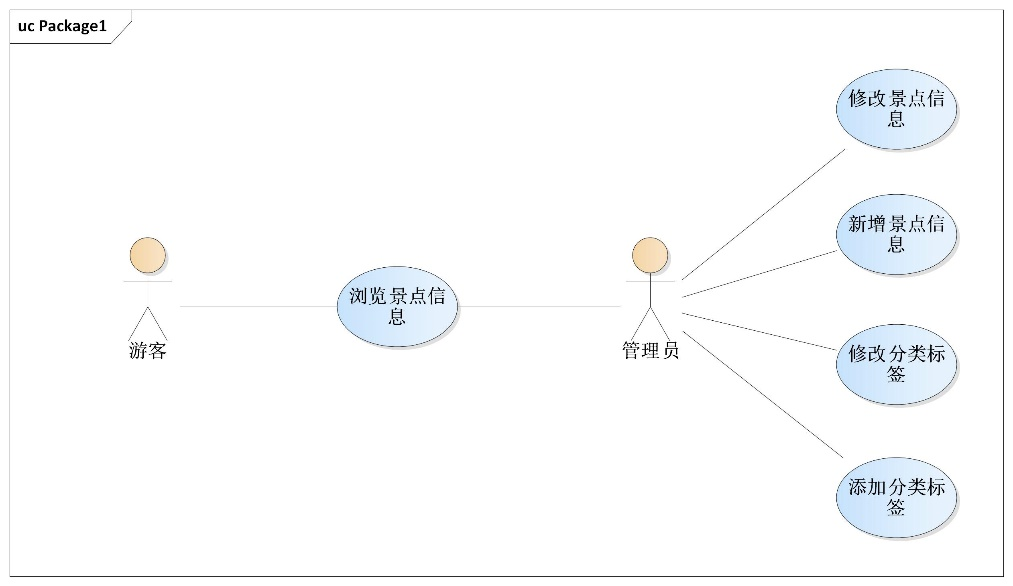 uc Package1
修改景点信
息
新增景点信
息
浏览景点信
息
游客
管理员
修改分类标
签
添加分类标
签